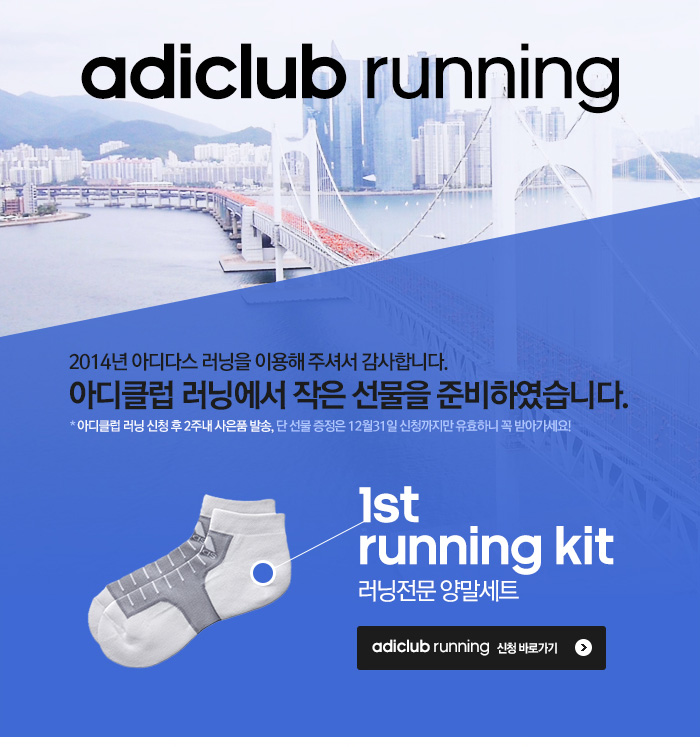 adiclub running
2014년 아디다스 러닝을 이용해 주셔서 감사합니다.
아디클럽 러닝에서 작은 선물을 준비하였습니다.
* 아디클럽 러닝 신청 후 2주내 사은품 발송, 단 선물 증정은 12월31일 신청까지만 유효하니 꼭 받아가세요!
1st
running kit
러닝전문 양말세트
adiclub running 신청 바로가기